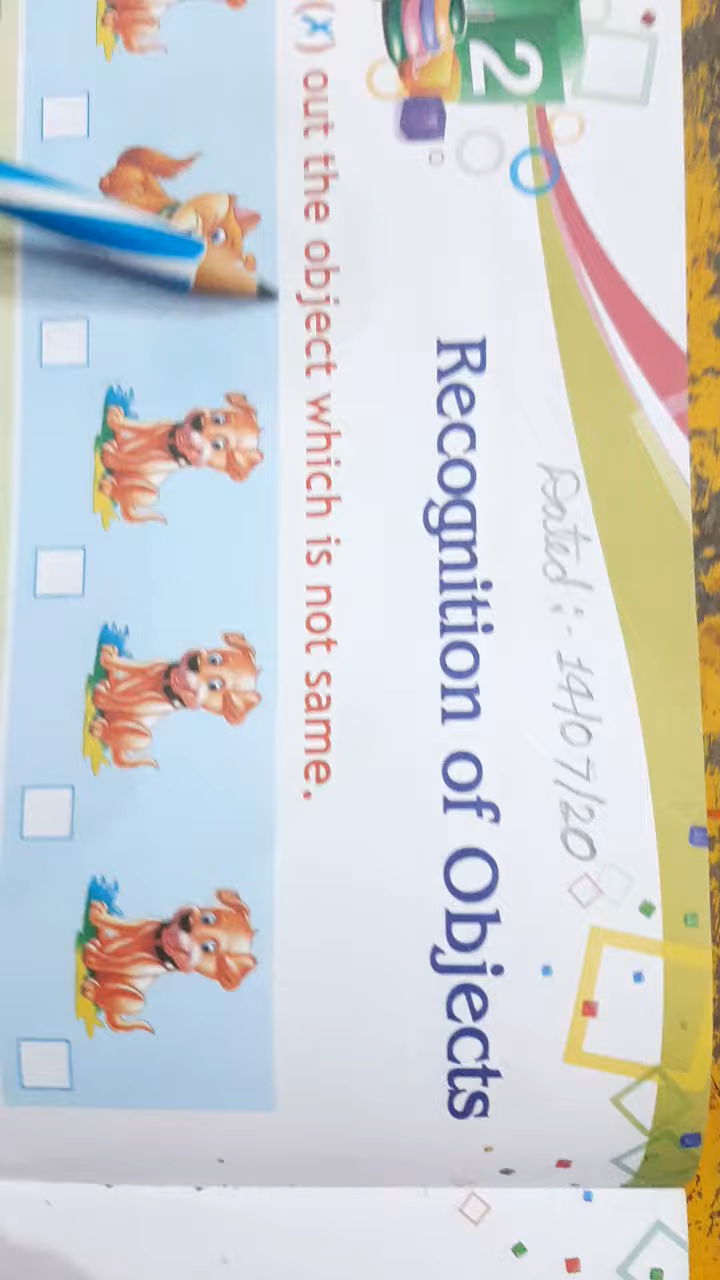 2
Dated :- 14/07/20
Recognition of Objects
(x) out the object which is not same.